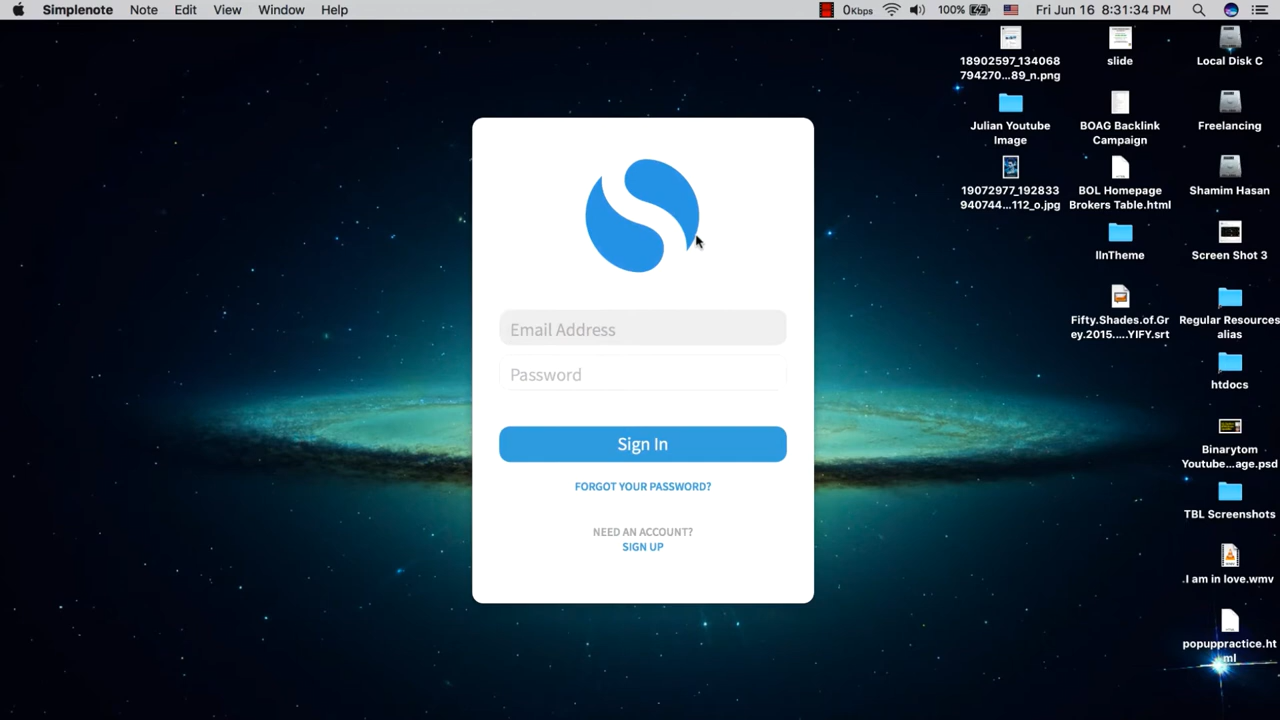 Simplenote Note Edit View Window Help 0Kbps 100% Fri Jun 16 8:31:34 PM
18902597_134068
794270...89_n.png
slide
Local Disk C
Julian Youtube
Image
BOAG Backlink
Campaign
Freelancing
19072977_192833
940744...112_o.jpg
BOL Homepage
Brokers Table.html
Shamim Hasan
IInTheme
Screen Shot 3
Fifty.Shades.of.Gr
ey.2015.....YIFY.srt
Regular Resources
alias
htdocs
Binarytom
Youtube...age.psd
TBL Screenshots
.I am in love.wmv
popuppractice.ht
ml
Email Address
Password
Sign In
FORGOT YOUR PASSWORD?
NEED AN ACCOUNT?
SIGN UP